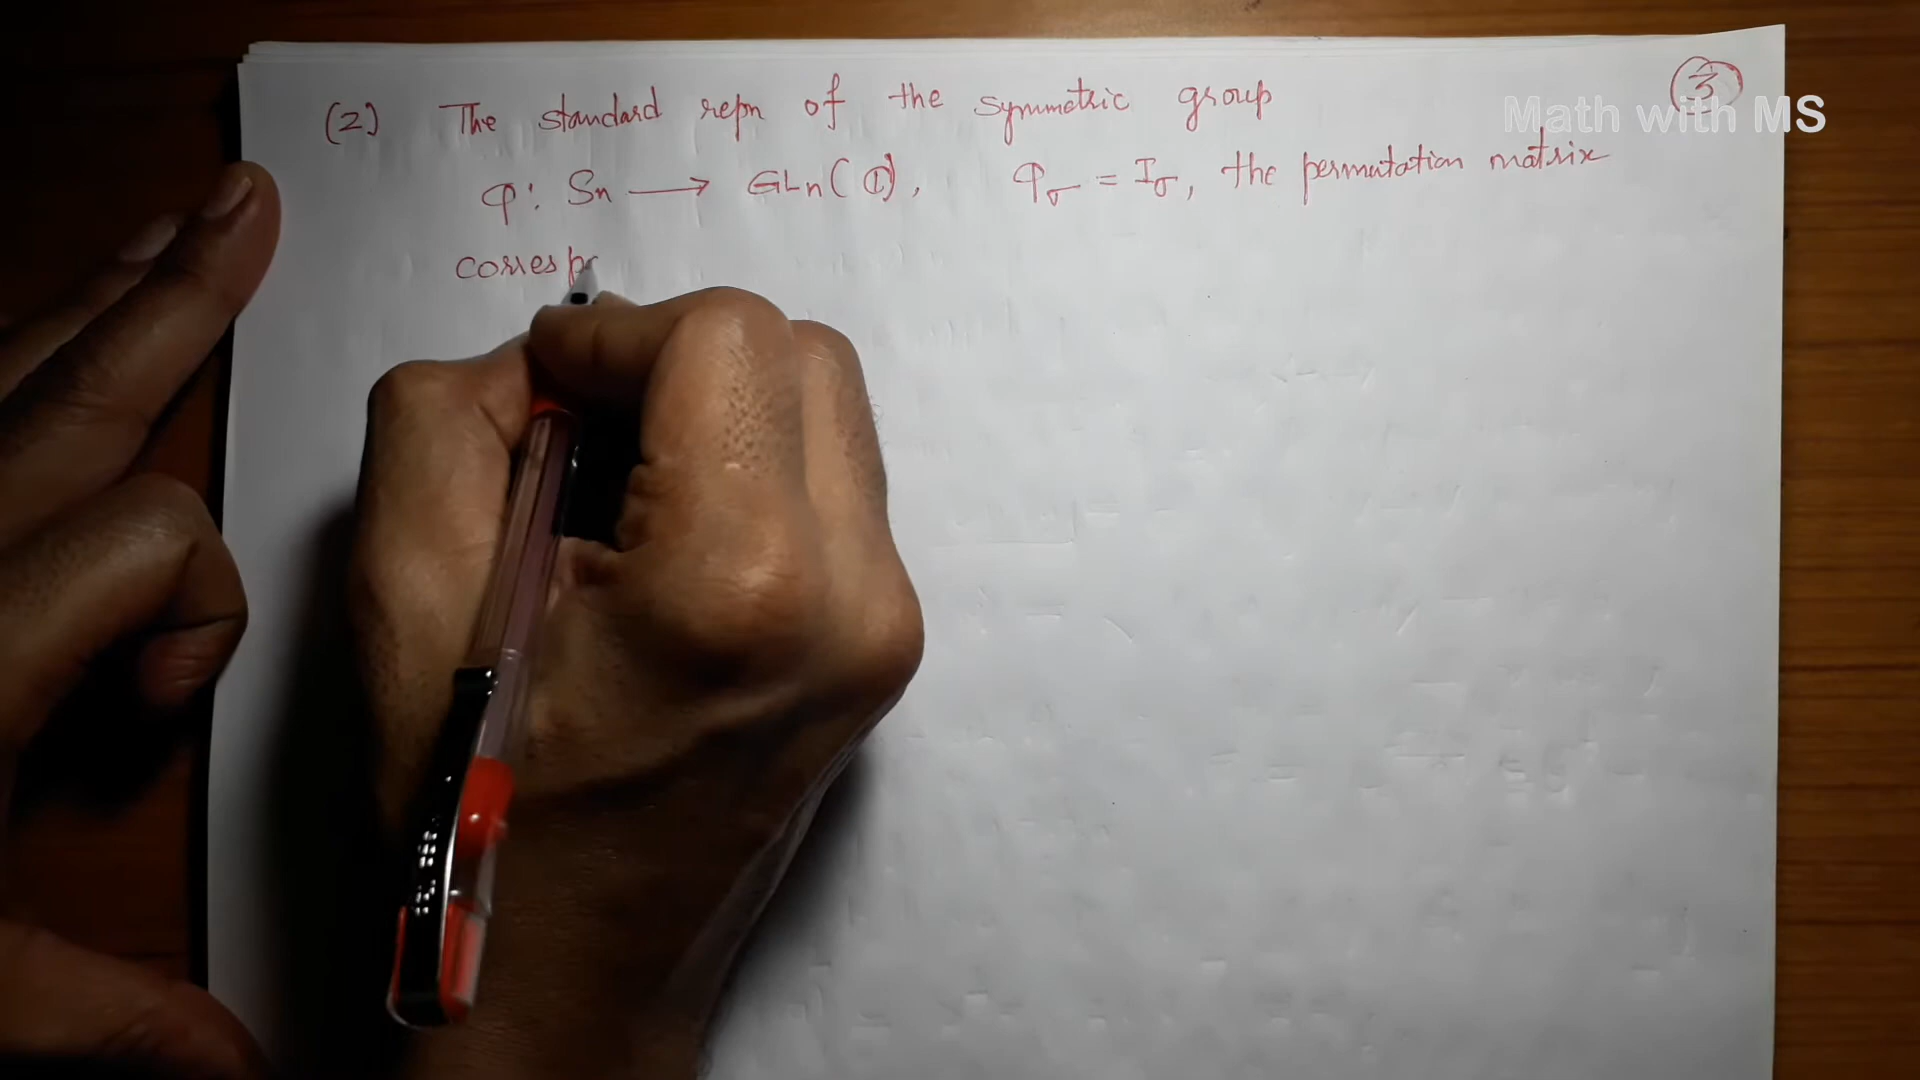 (2) The standard repn of the symmetric group
③
Math with MS
φ: Sn ⟶ GLn(ℂ), φσ = Iσ, the permutation matrix
corresp